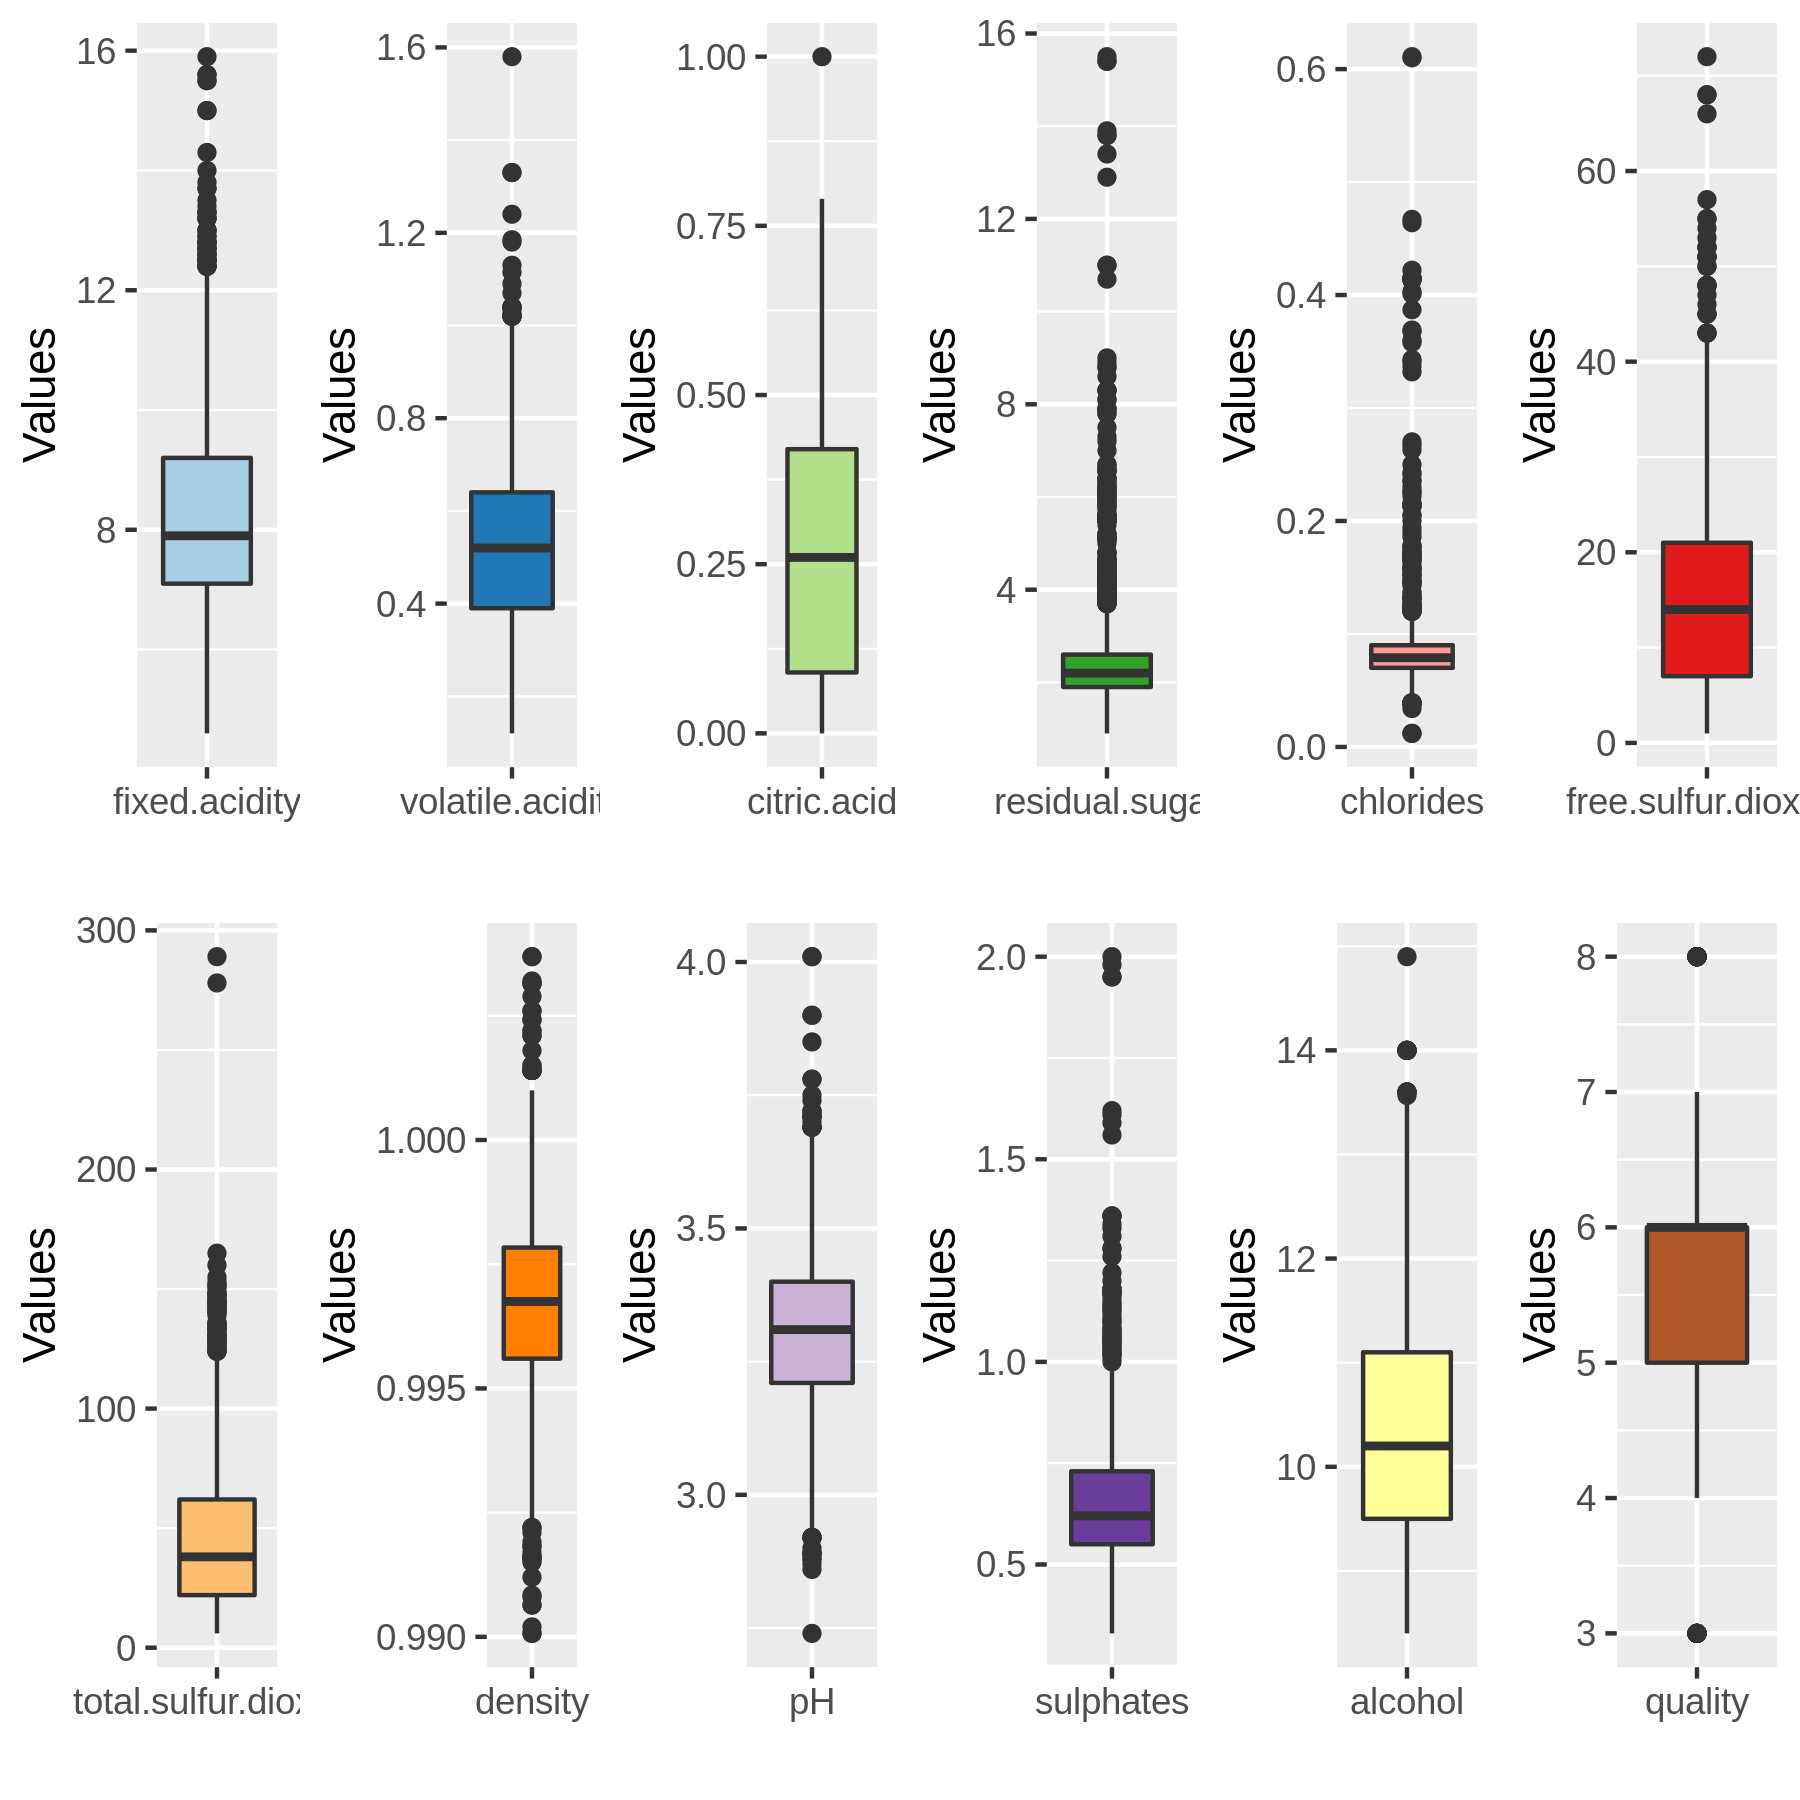 Values
16
12
8
fixed.acidity
Values
1.6
1.2
0.8
0.4
volatile.acidit
Values
1.00
0.75
0.50
0.25
0.00
citric.acid
Values
16
12
8
4
residual.suga
Values
0.6
0.4
0.2
0.0
chlorides
Values
60
40
20
0
free.sulfur.diox
Values
300
200
100
0
total.sulfur.diox
Values
1.000
0.995
0.990
density
Values
4.0
3.5
3.0
pH
Values
2.0
1.5
1.0
0.5
sulphates
Values
14
12
10
alcohol
Values
8
7
6
5
4
3
quality